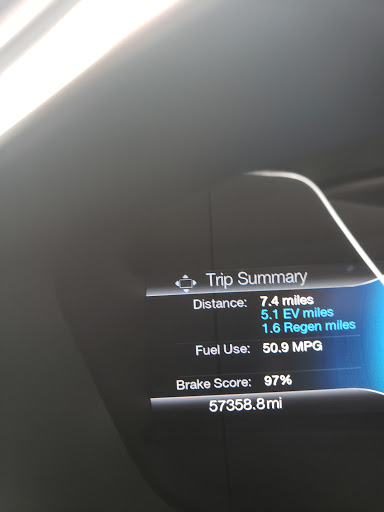 Trip Summary
Distance: 7.4 miles
5.1 EV miles
1.6 Regen miles
Fuel Use: 50.9 MPG
Brake Score: 97%
57358.8mi